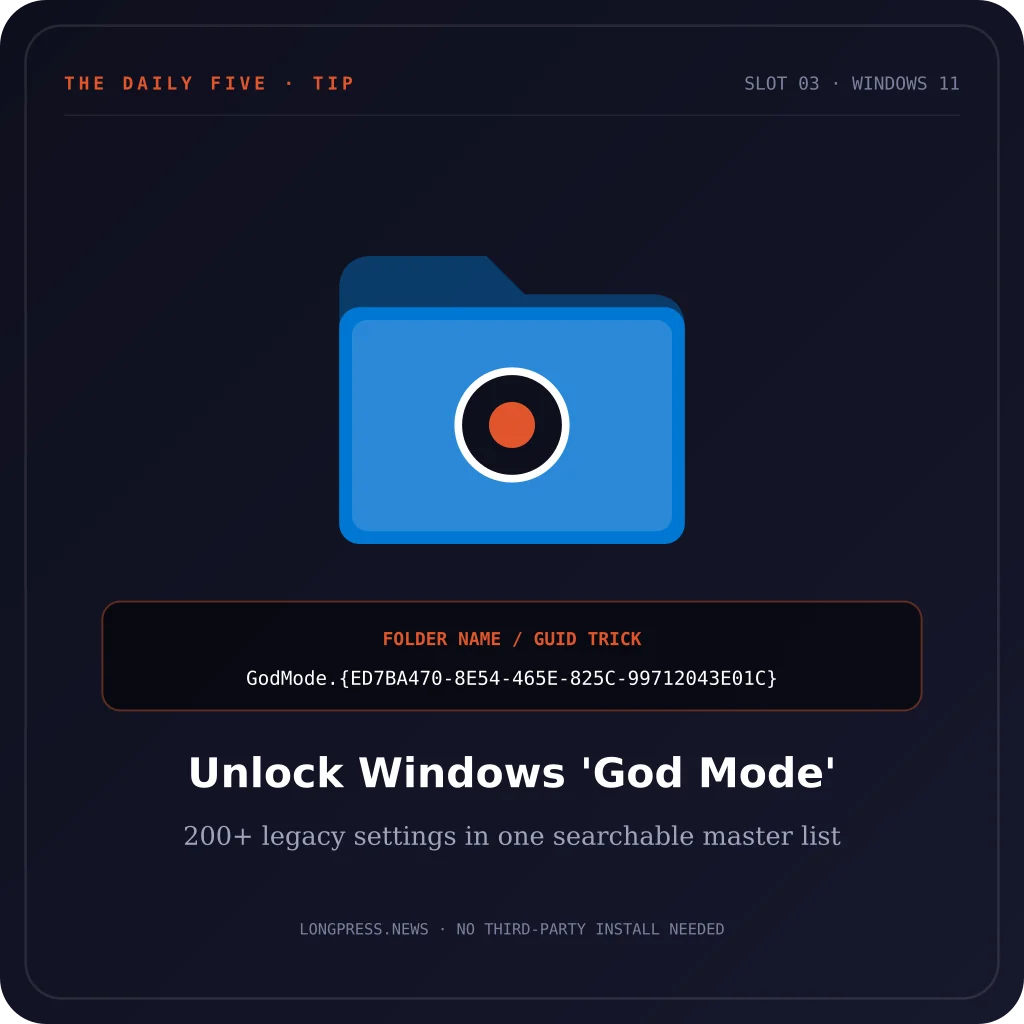 THE DAILY FIVE · TIP
SLOT 03 · WINDOWS 11
FOLDER NAME / GUID TRICK
GodMode.{ED7BA470-8E54-465E-825C-99712043E01C}
Unlock Windows 'God Mode'
200+ legacy settings in one searchable master list
LONGPRESS.NEWS · NO THIRD-PARTY INSTALL NEEDED